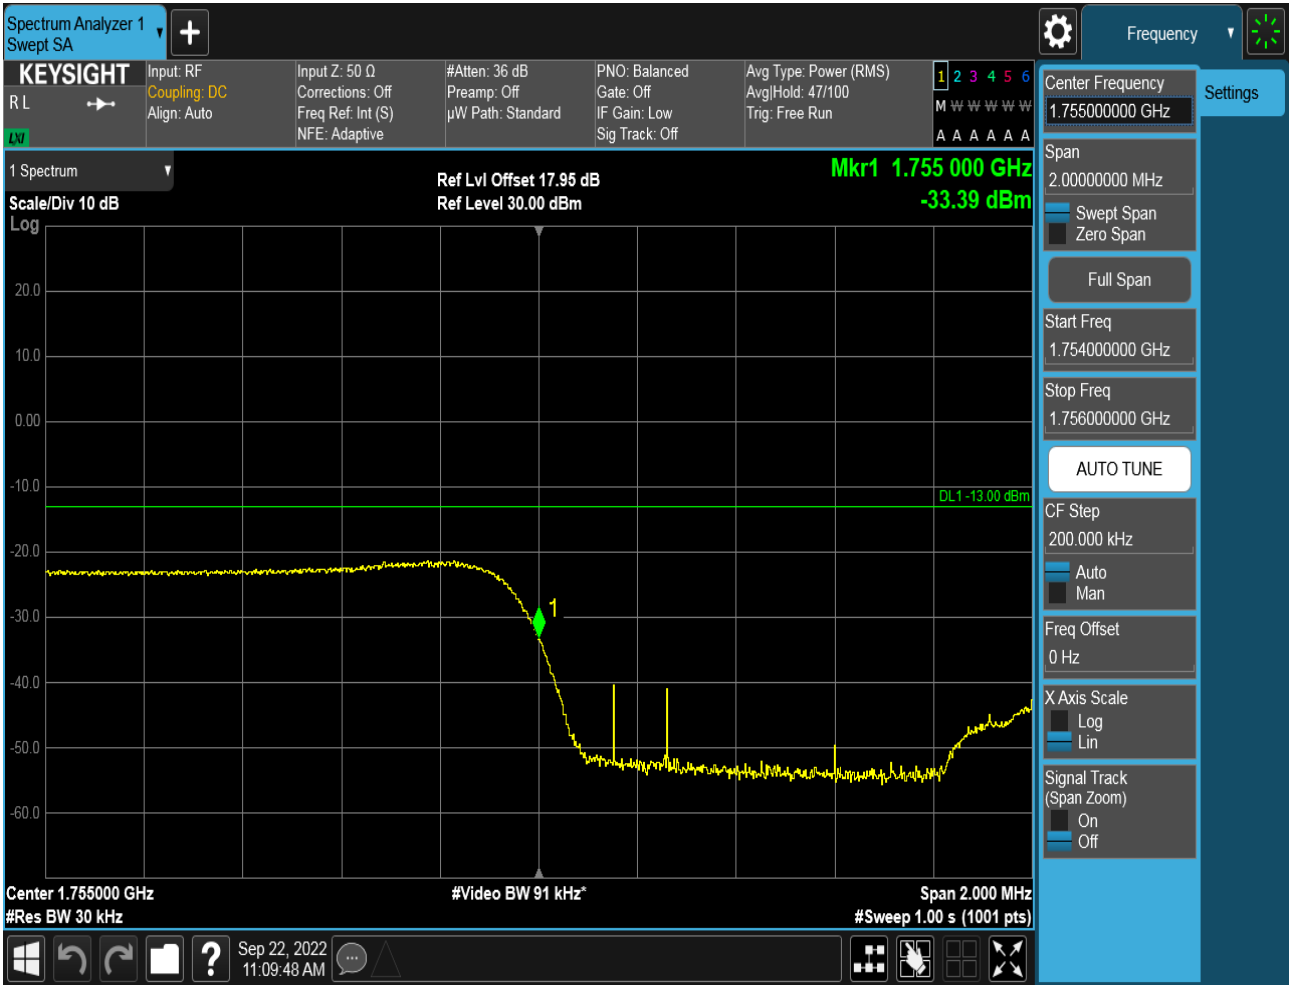 Spectrum Analyzer 1
Swept SA
Frequency
KEYSIGHT
R L
LXI
Input: RF
Coupling: DC
Align: Auto
Input Z: 50 Ω
Corrections: Off
Freq Ref: Int (S)
NFE: Adaptive
#Atten: 36 dB
Preamp: Off
µW Path: Standard
PNO: Balanced
Gate: Off
IF Gain: Low
Sig Track: Off
Avg Type: Power (RMS)
Avg|Hold: 47/100
Trig: Free Run
1 2 3 4 5 6
M W W W W W
A A A A A A
1 Spectrum
Scale/Div 10 dB
Log
Ref Lvl Offset 17.95 dB
Ref Level 30.00 dBm
Mkr1 1.755 000 GHz
-33.39 dBm
20.0
10.0
0.00
-10.0
DL1 -13.00 dBm
-20.0
1
-30.0
-40.0
-50.0
-60.0
Center 1.755000 GHz
#Res BW 30 kHz
#Video BW 91 kHz*
Span 2.000 MHz
#Sweep 1.00 s (1001 pts)
?
Sep 22, 2022
11:09:48 AM
Center Frequency
1.755000000 GHz
Settings
Span
2.00000000 MHz
Swept Span
Zero Span
Full Span
Start Freq
1.754000000 GHz
Stop Freq
1.756000000 GHz
AUTO TUNE
CF Step
200.000 kHz
Auto
Man
Freq Offset
0 Hz
X Axis Scale
Log
Lin
Signal Track
(Span Zoom)
On
Off